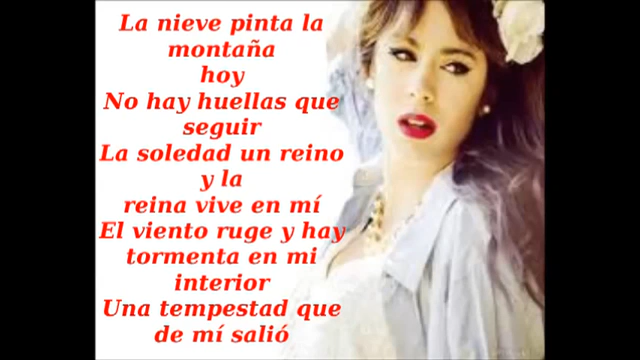 La nieve pinta la
montaña
hoy
No hay huellas que
seguir
La soledad un reino
y la
reina vive en mí
El viento ruge y hay
tormenta en mi
interior
Una tempestad que
de mí salió